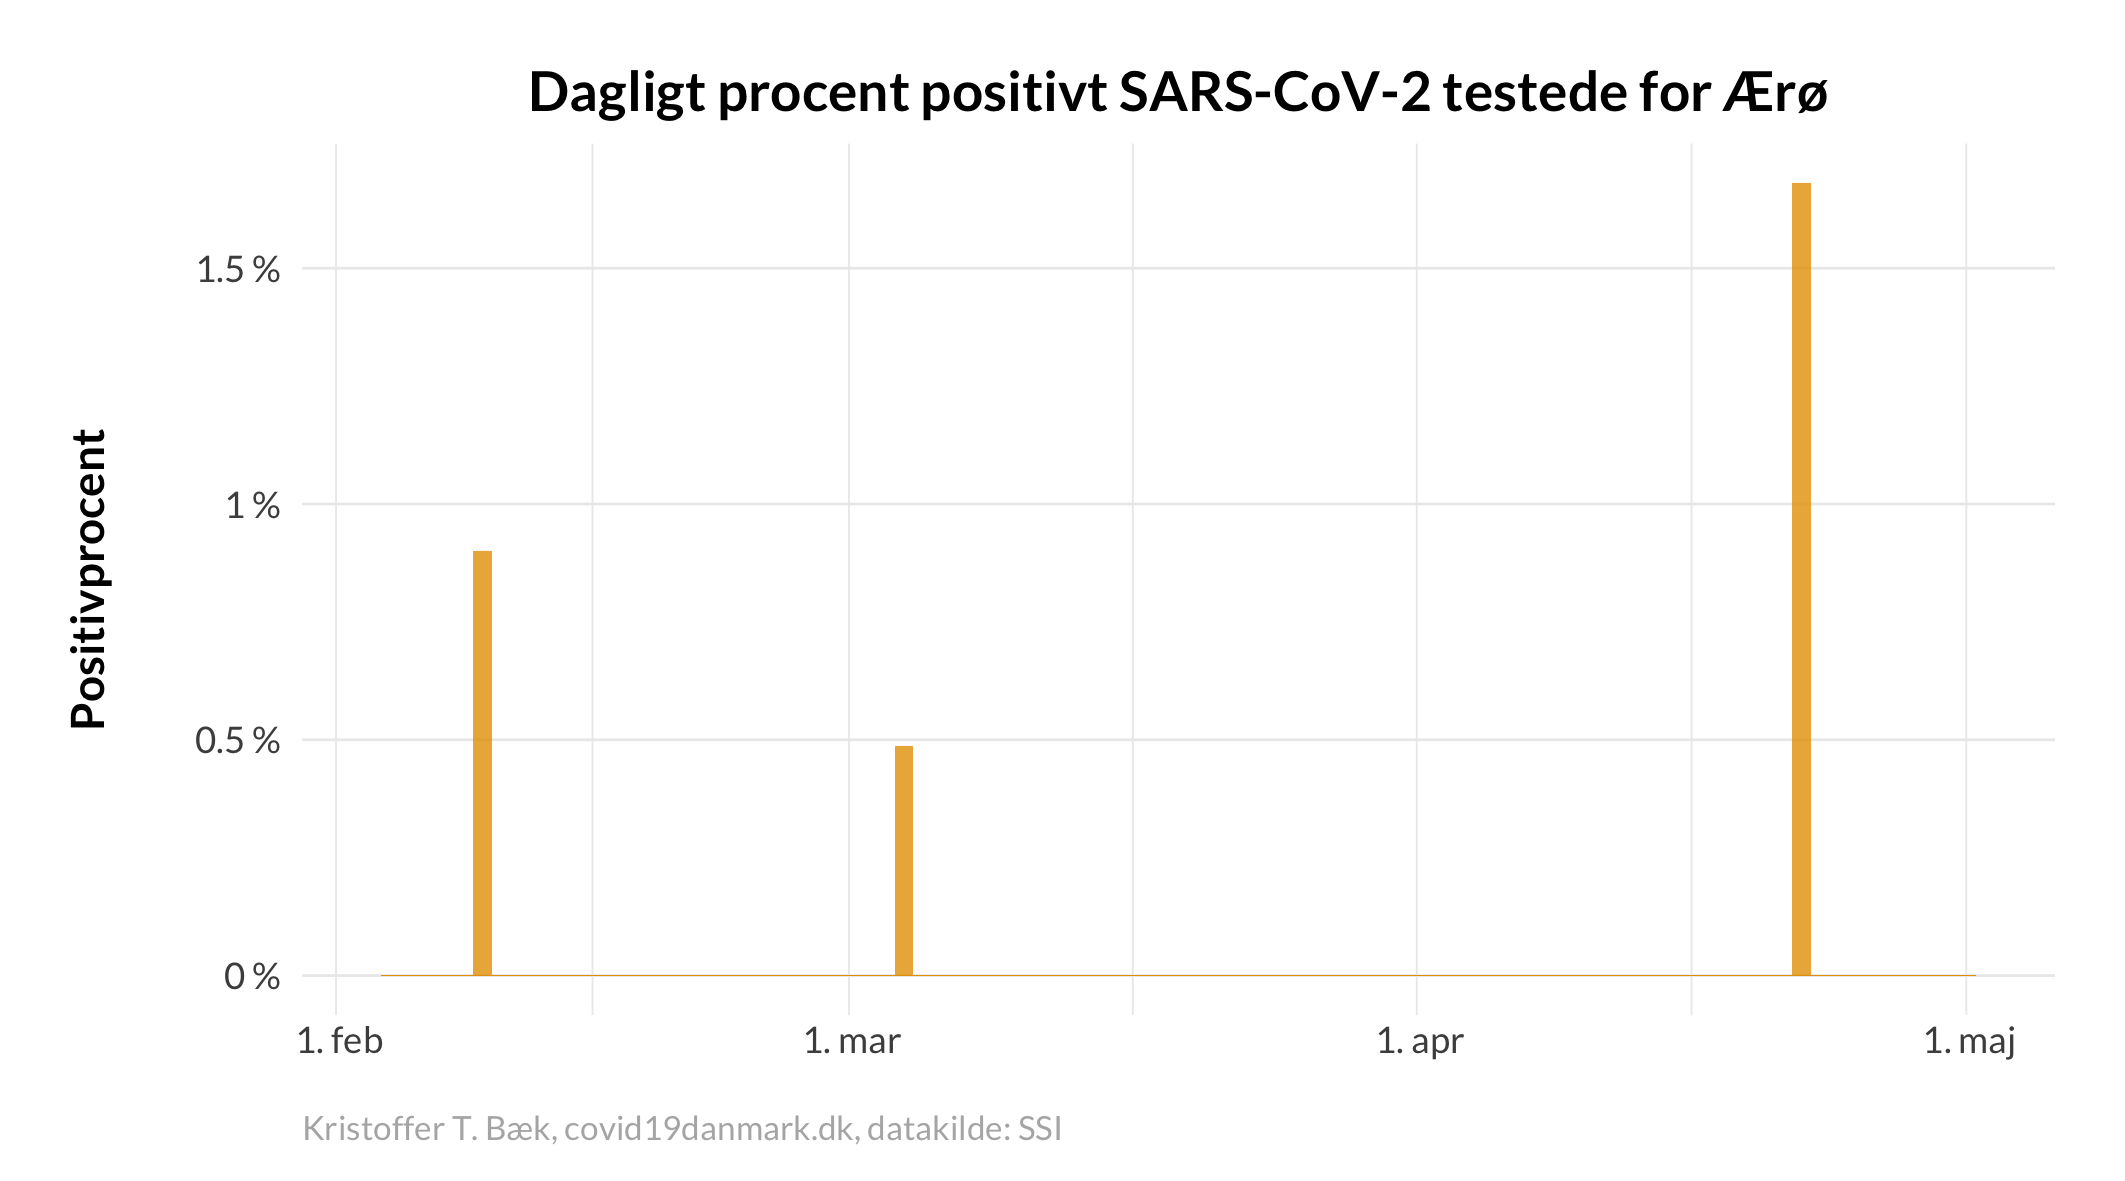 Dagligt procent positivt SARS-CoV-2 testede for Ærø
Positivprocent
1.5 %
1 %
0.5 %
0 %
1. feb
1. mar
1. apr
1. maj
Kristoffer T. Bæk, covid19danmark.dk, datakilde: SSI